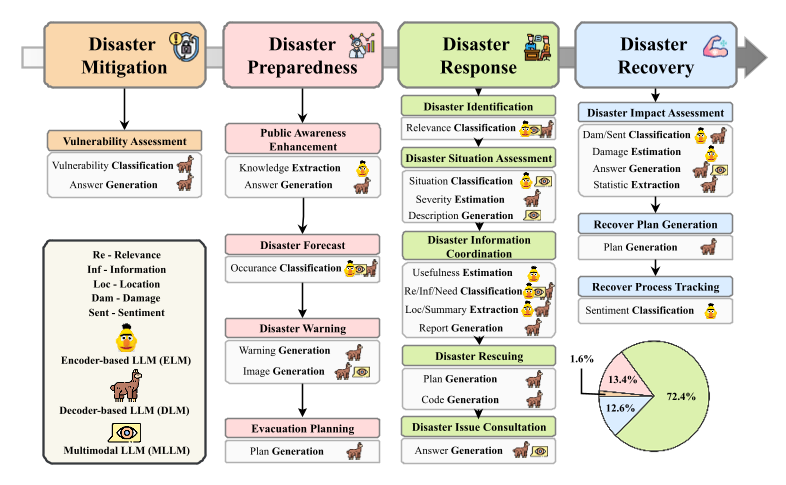 Disaster
Mitigation
Vulnerability Assessment
Vulnerability Classification
Answer Generation
Re - Relevance
Inf - Information
Loc - Location
Dam - Damage
Sent - Sentiment
Encoder-based LLM (ELM)
Decoder-based LLM (DLM)
Multimodal LLM (MLLM)
Disaster
Preparedness
Public Awareness
Enhancement
Knowledge Extraction
Answer Generation
Disaster Forecast
Occurance Classification
Disaster Warning
Warning Generation
Image Generation
Evacuation Planning
Plan Generation
Disaster
Response
Disaster Identification
Relevance Classification
Disaster Situation Assessment
Situation Classification
Severity Estimation
Description Generation
Disaster Information
Coordination
Usefulness Estimation
Re/Inf/Need Classification
Loc/Summary Extraction
Report Generation
Disaster Rescuing
Plan Generation
Code Generation
Disaster Issue Consultation
Answer Generation
Disaster
Recovery
Disaster Impact Assessment
Dam/Sent Classification
Damage Estimation
Answer Generation
Statistic Extraction
Recover Plan Generation
Plan Generation
Recover Process Tracking
Sentiment Classification
1.6%
13.4%
72.4%
12.6%